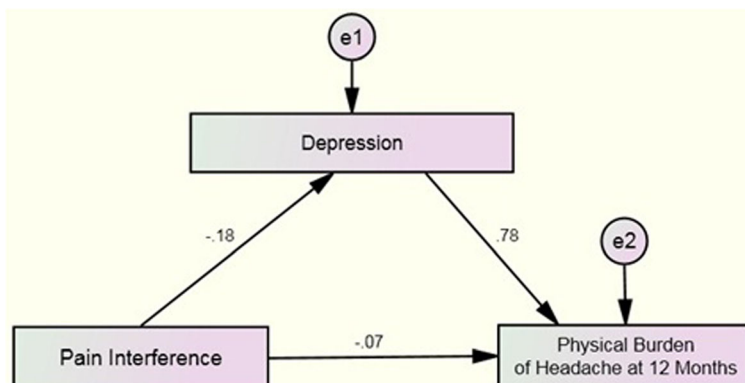 e1
Depression
-.18
.78
e2
Pain Interference
-.07
Physical Burden
of Headache at 12 Months